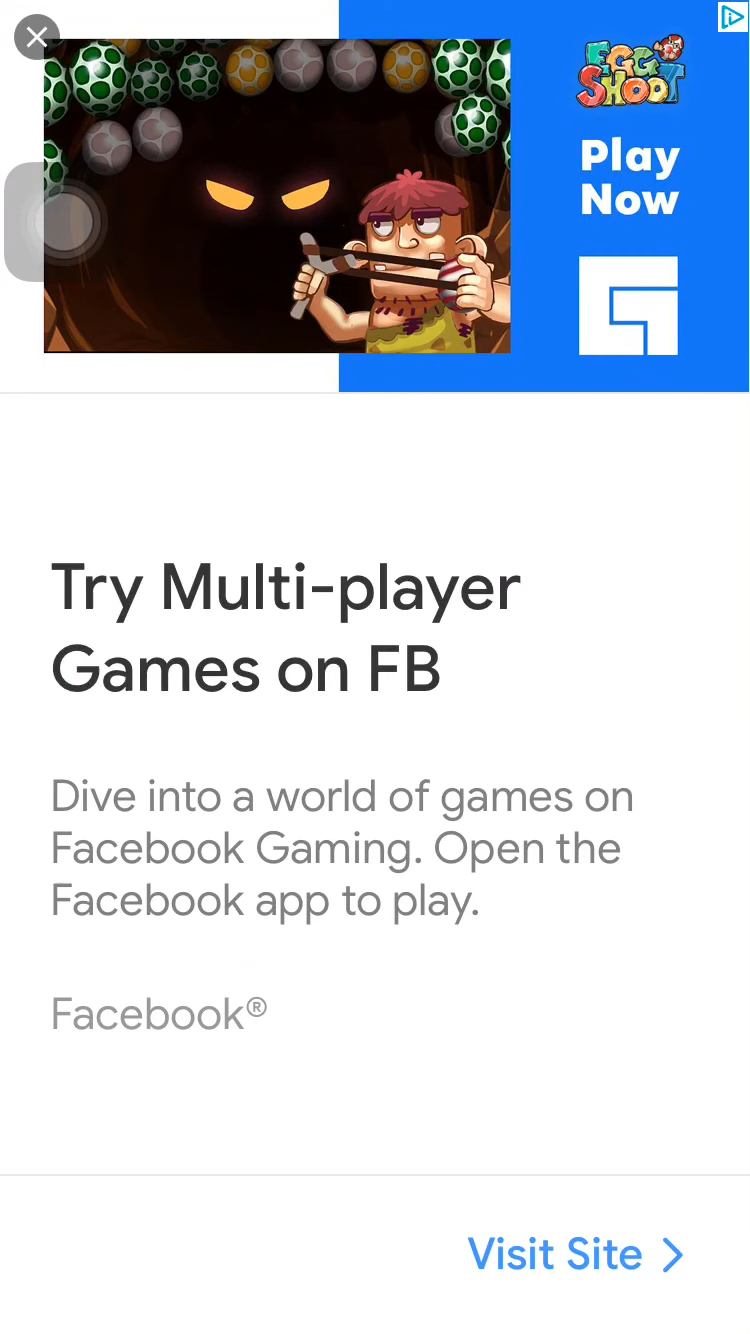 EGG
SHOOT
Play
Now
Try Multi-player
Games on FB
Dive into a world of games on
Facebook Gaming. Open the
Facebook app to play.
Facebook®
Visit Site